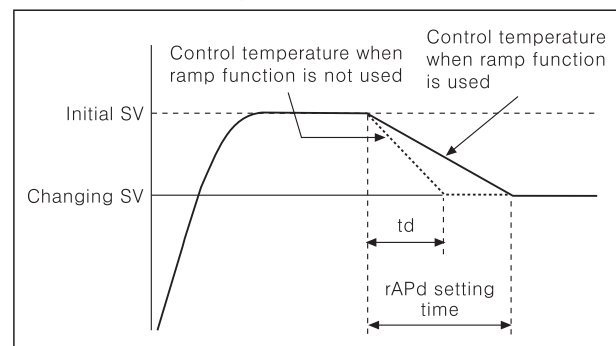 Control temperature when
ramp function is not used
Control temperature
when ramp function
is used
Initial SV
Changing SV
td
rAPd setting
time